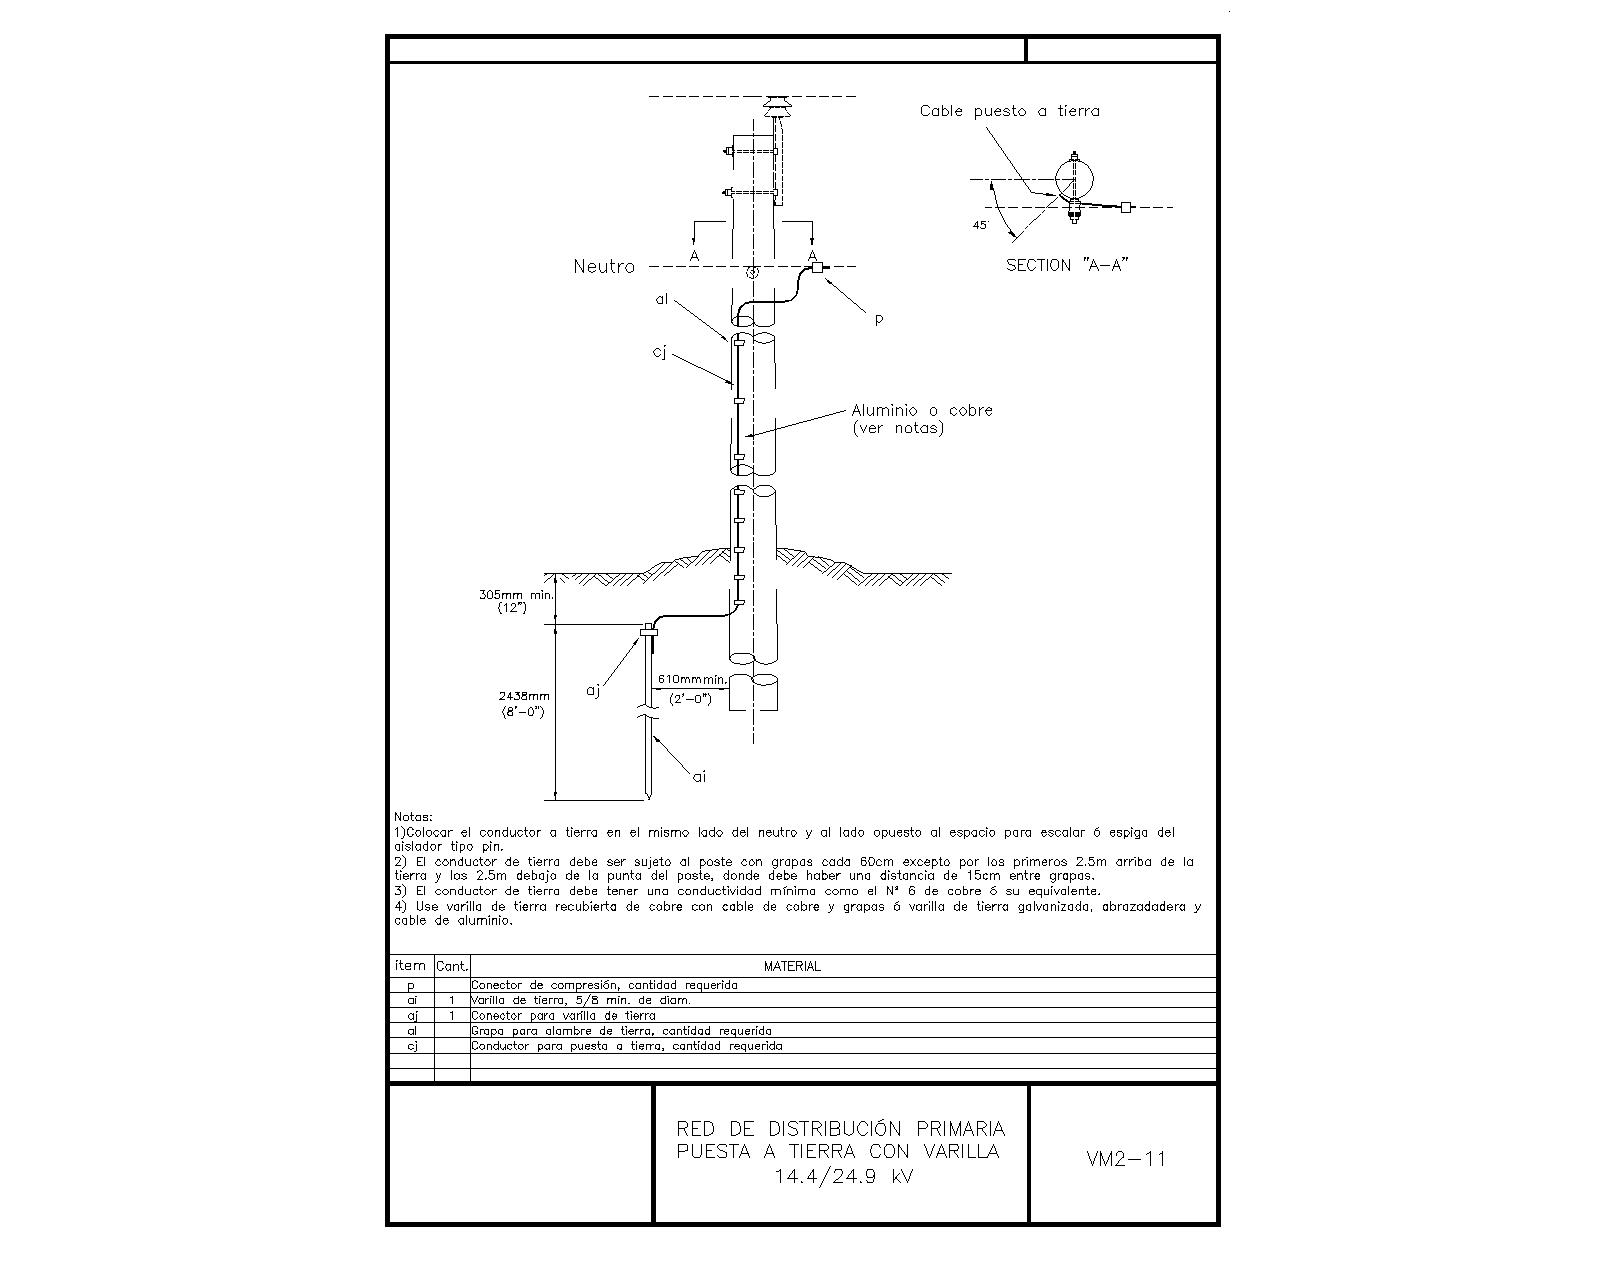 Cable puesto a tierra
45°
SECTION "A-A"
A
A
Neutro
al
p
cj
Aluminio o cobre
(ver notas)
305mm min.
(12")
aj
610mm min.
(2'-0")
2438mm
(8'-0")
ai
Notas:
1)Colocar el conductor a tierra en el mismo lado del neutro y al lado opuesto al espacio para escalar ó espiga del
aislador tipo pin.
2) El conductor de tierra debe ser sujeto al poste con grapas cada 60cm excepto por los primeros 2.5m arriba de la
tierra y los 2.5m debajo de la punta del poste, donde debe haber una distancia de 15cm entre grapas.
3) El conductor de tierra debe tener una conductividad mínima como el Nº 6 de cobre ó su equivalente.
4) Use varilla de tierra recubierta de cobre con cable de cobre y grapas ó varilla de tierra galvanizada, abrazadadera y
cable de aluminio.
item Cant. MATERIAL
p Conector de compresión, cantidad requerida
ai 1 Varilla de tierra, 5/8 min. de diam.
aj 1 Conector para varilla de tierra
al Grapa para alambre de tierra, cantidad requerida
cj Conductor para puesta a tierra, cantidad requerida
RED DE DISTRIBUCIÓN PRIMARIA
PUESTA A TIERRA CON VARILLA
14.4/24.9 kV
VM2-11